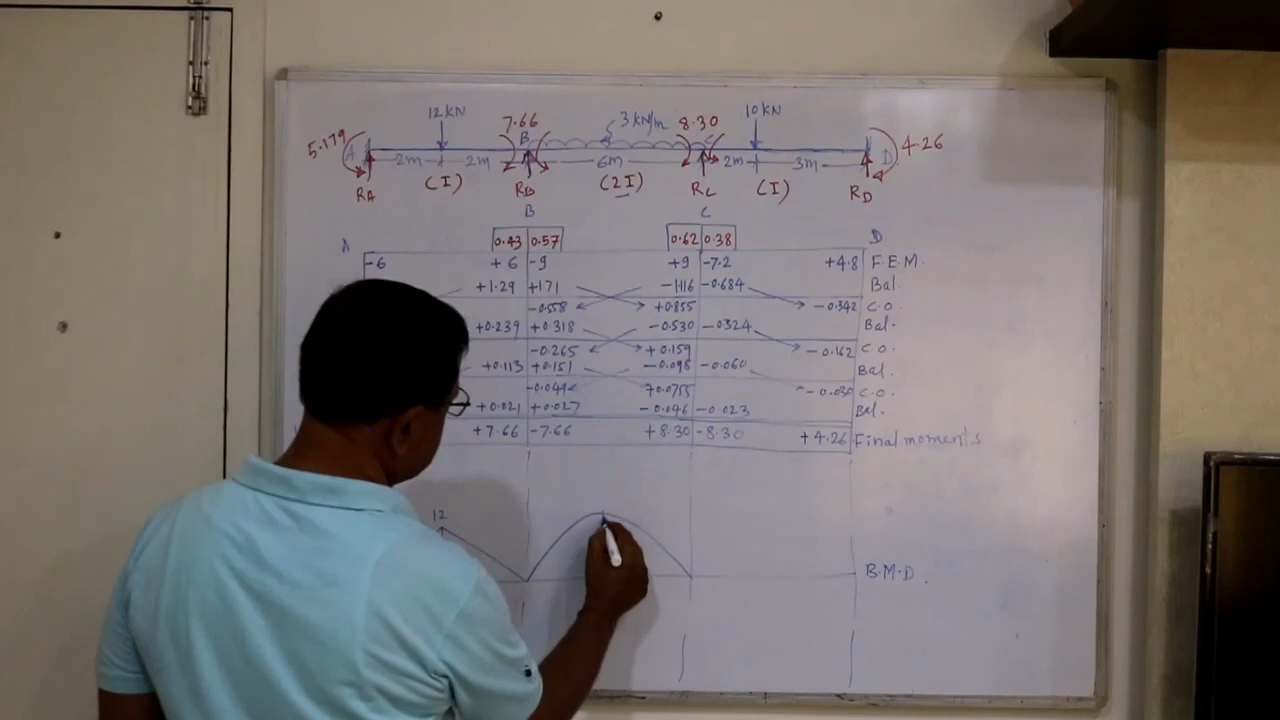 12 KN 7.66 3 KN/m 8.30 10 KN
5.179 A B C D 4.26
2m 2m 6m 2m 3m
RA (I) RB (2I) RC (I) RD
B C
A 0.43 0.57 0.62 0.38 D
-6 +6 -9 +9 -7.2 +4.8 F.E.M.
+1.29 +1.71 -1.116 -0.684 Bal.
-0.558 +0.855 -0.342 C.O.
+0.239 +0.318 -0.530 -0.324 Bal.
-0.265 +0.159 -0.162 C.O.
+0.113 +0.151 -0.098 -0.060 Bal.
-0.049 +0.0755 -0.030 C.O.
+0.021 +0.027 -0.046 -0.023 Bal.
+7.66 -7.66 +8.30 -8.30 +4.26 Final moments
12
B.M.D.